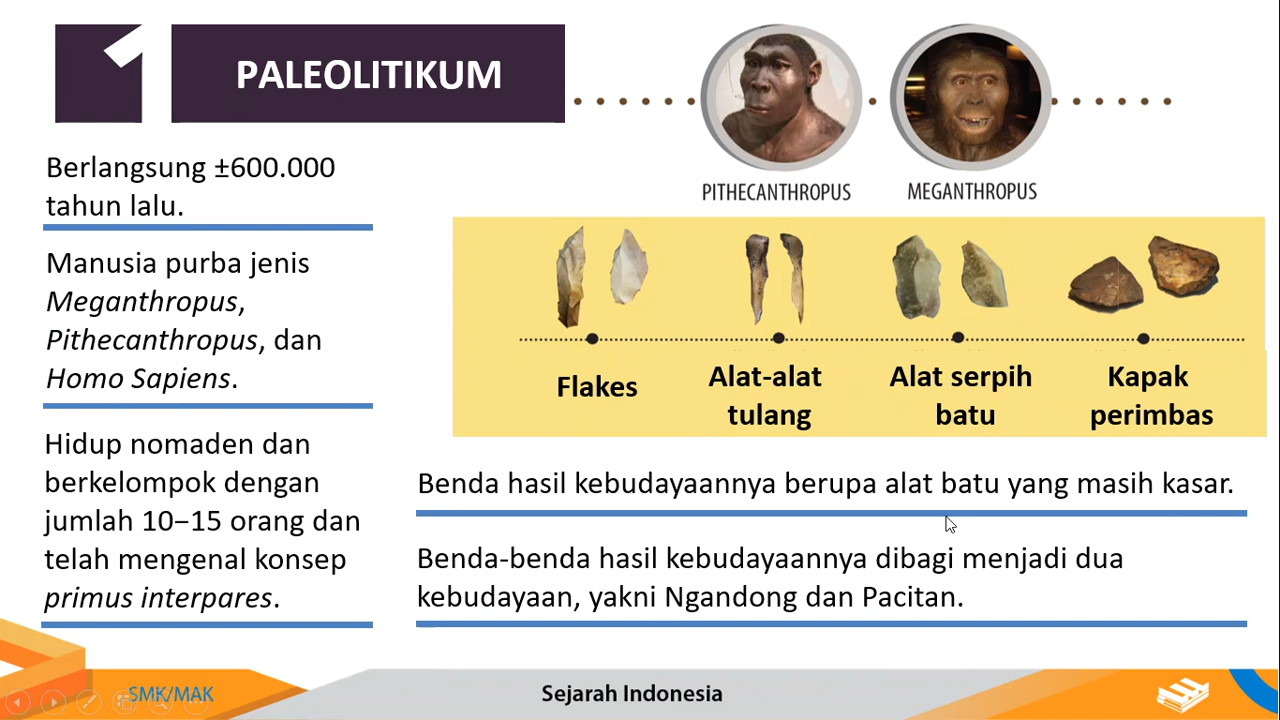 1
PALEOLITIKUM
PITHECANTHROPUS
MEGANTHROPUS
Berlangsung ±600.000
tahun lalu.
Manusia purba jenis
Meganthropus,
Pithecanthropus, dan
Homo Sapiens.
Hidup nomaden dan
berkelompok dengan
jumlah 10–15 orang dan
telah mengenal konsep
primus interpares.
Flakes
Alat-alat
tulang
Alat serpih
batu
Kapak
perimbas
Benda hasil kebudayaannya berupa alat batu yang masih kasar.
Benda-benda hasil kebudayaannya dibagi menjadi dua
kebudayaan, yakni Ngandong dan Pacitan.
SMK/MAK
Sejarah Indonesia